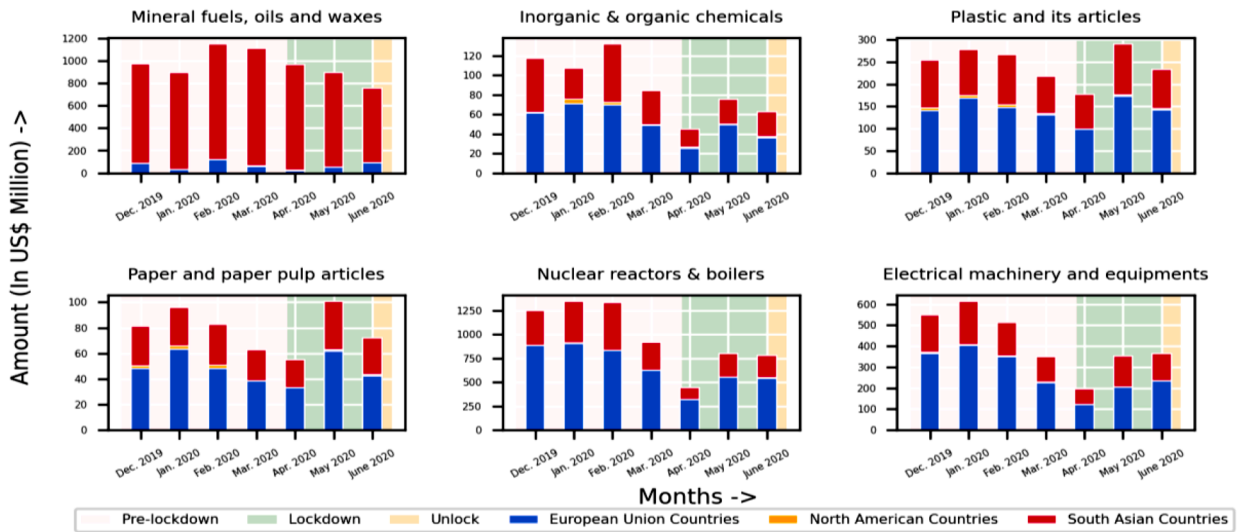 Mineral fuels, oils and waxes
1200
1000
800
600
400
200
0
Dec. 2019
Jan. 2020
Feb. 2020
Mar. 2020
Apr. 2020
May 2020
June 2020
Inorganic & organic chemicals
120
100
80
60
40
20
0
Dec. 2019
Jan. 2020
Feb. 2020
Mar. 2020
Apr. 2020
May 2020
June 2020
Plastic and its articles
300
250
200
150
100
50
0
Dec. 2019
Jan. 2020
Feb. 2020
Mar. 2020
Apr. 2020
May 2020
June 2020
Amount (In US$ Million) ->
Paper and paper pulp articles
100
80
60
40
20
0
Dec. 2019
Jan. 2020
Feb. 2020
Mar. 2020
Apr. 2020
May 2020
June 2020
Nuclear reactors & boilers
1250
1000
750
500
250
0
Dec. 2019
Jan. 2020
Feb. 2020
Mar. 2020
Apr. 2020
May 2020
June 2020
Electrical machinery and equipments
600
500
400
300
200
100
0
Dec. 2019
Jan. 2020
Feb. 2020
Mar. 2020
Apr. 2020
May 2020
June 2020
Months ->
Pre-lockdown
Lockdown
Unlock
European Union Countries
North American Countries
South Asian Countries